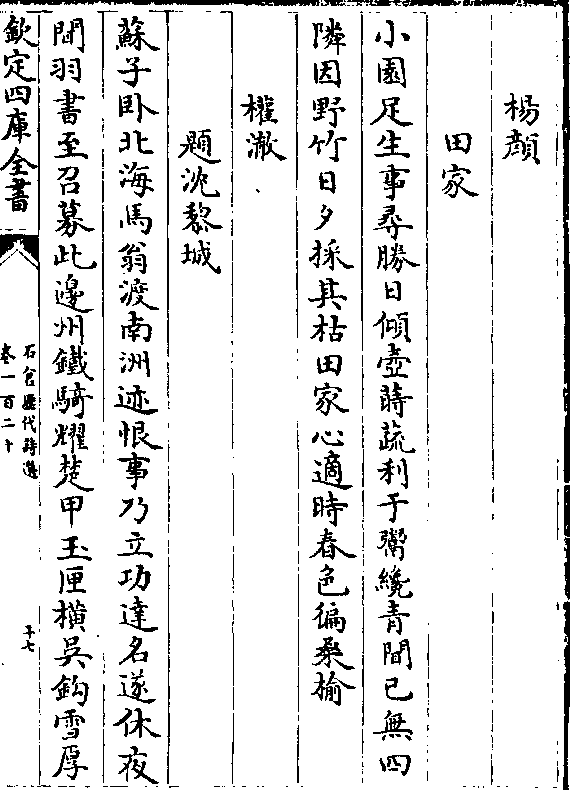 楊顔
田家
小園足生事尋勝日傾壺蒔蔬利于鬻纔青間已無四
隣因野竹日夕採其枯田家心適時春色徧桑榆
權澈
題沈黎城
蘇子卧北海馬翁渡南洲迹恨事乃立功達名遂休夜
間羽書至召募此邊州鐵騎耀楚甲玉匣横吳鈎雪厚
欽定四庫全書
石倉歷代詩選
卷一百二十
十七